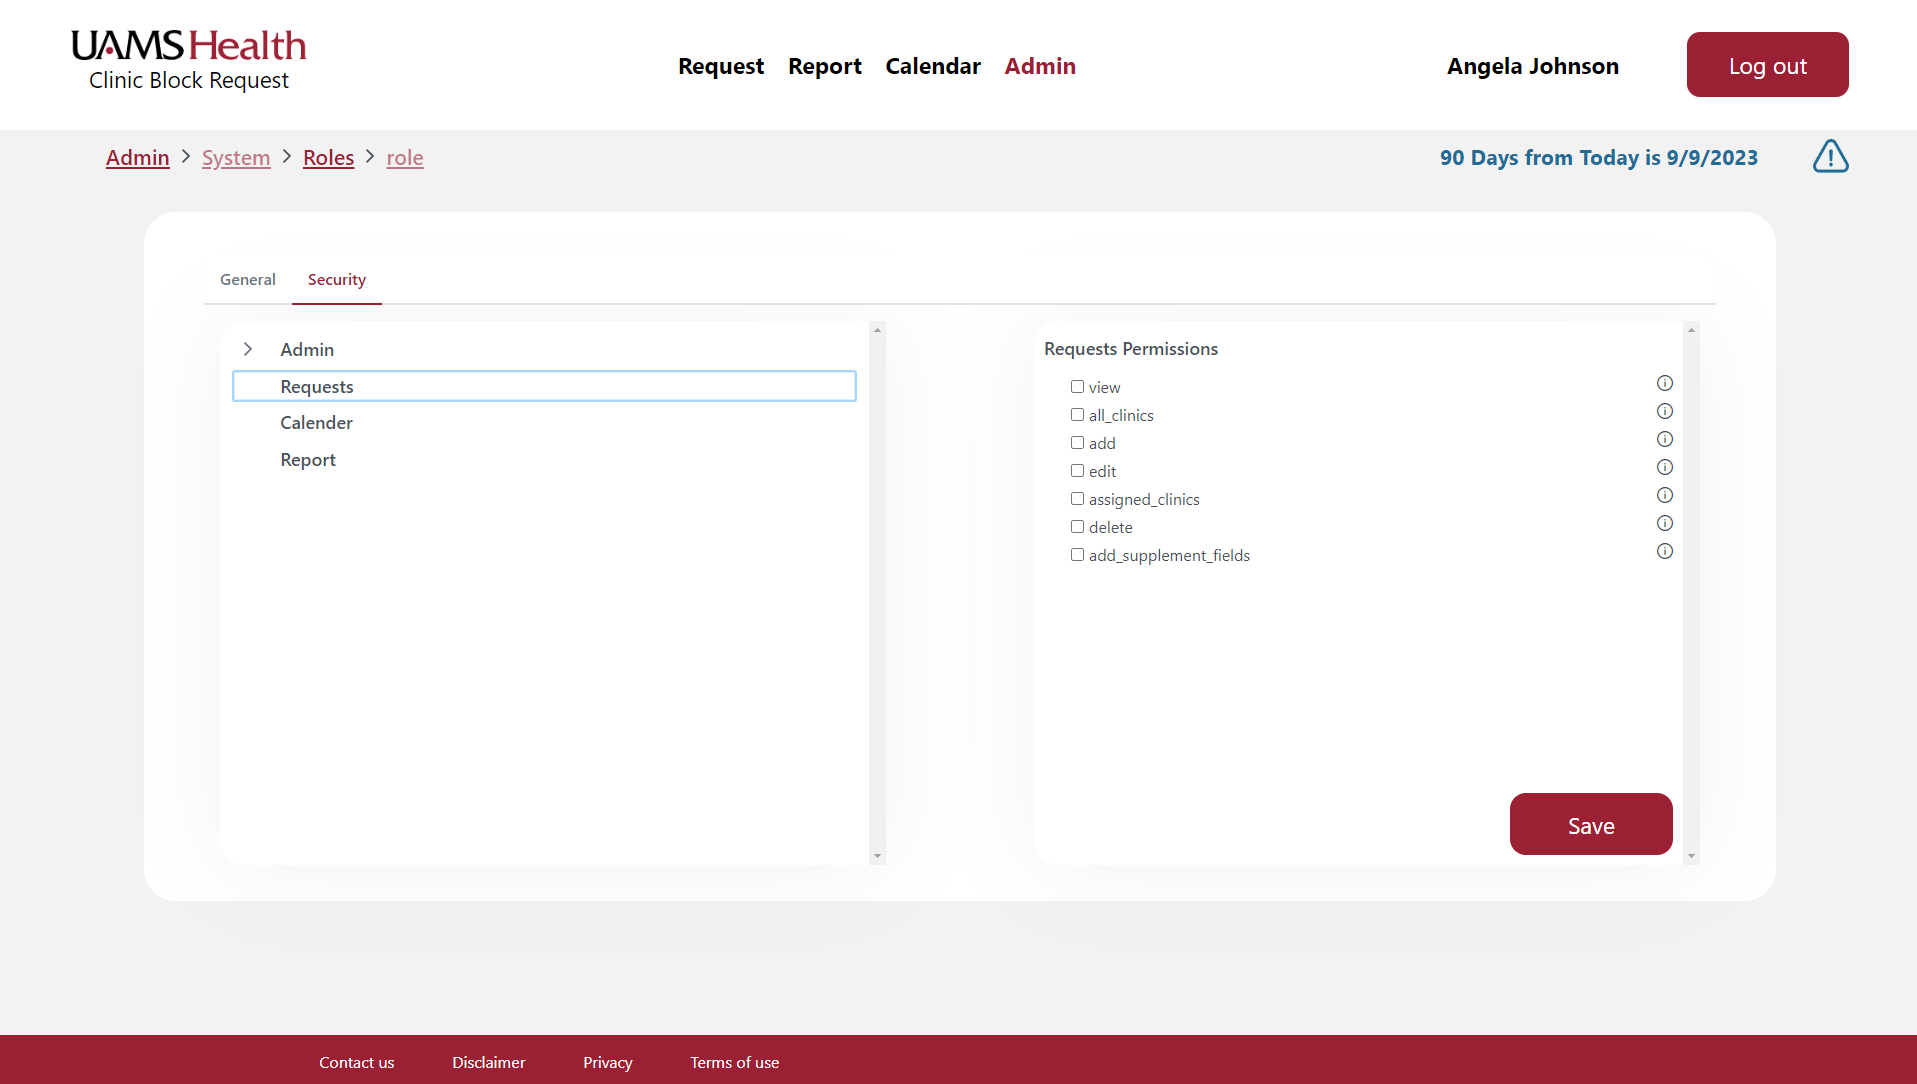 UAMS Health
Clinic Block Request
Request Report Calendar Admin
Angela Johnson
Log out
Admin > System > Roles > role
90 Days from Today is 9/9/2023
General Security
Admin
Requests
Calender
Report
Requests Permissions
view
all_clinics
add
edit
assigned_clinics
delete
add_supplement_fields
Save
Contact us Disclaimer Privacy Terms of use